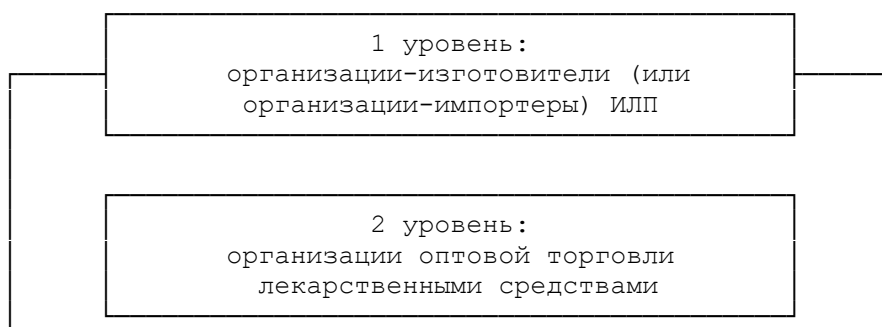 1 уровень:
организации-изготовители (или
организации-импортеры) ИЛП
2 уровень:
организации оптовой торговли
лекарственными средствами